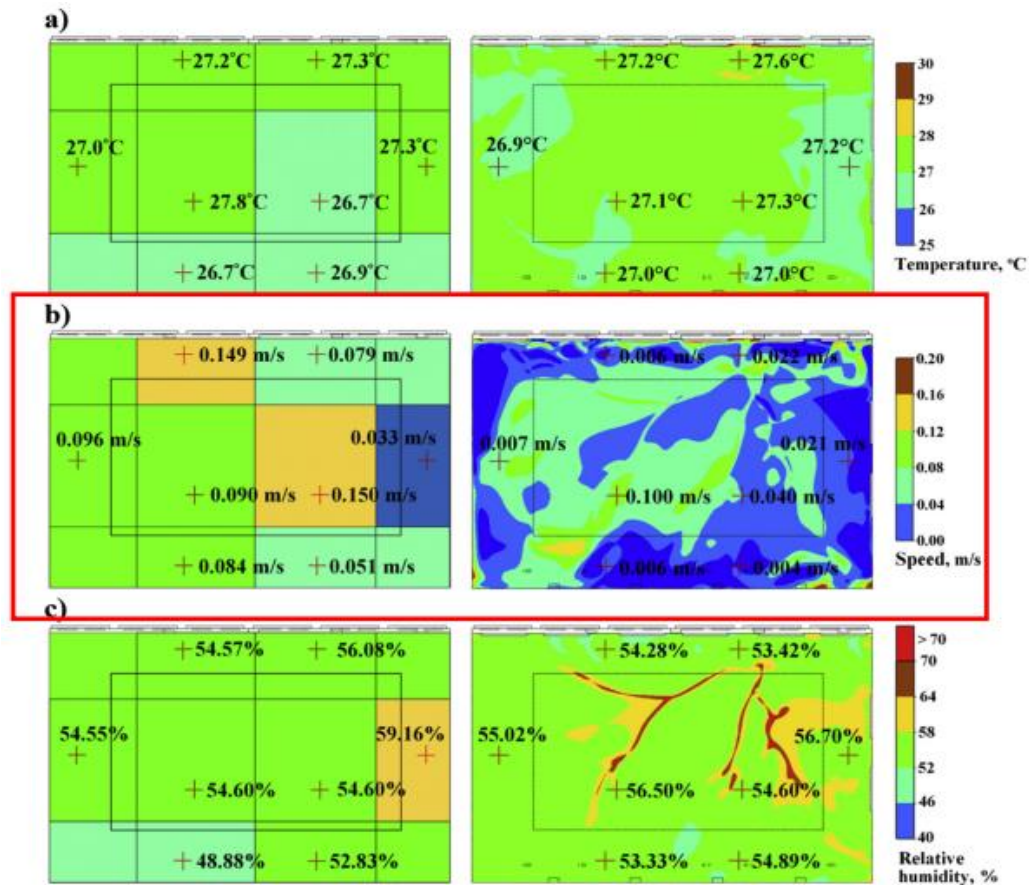 a)
27.2°C 27.3°C 27.2°C 27.6°C
27.0°C 27.3°C 26.9°C 27.2°C
27.8°C 26.7°C 27.1°C 27.3°C
26.7°C 26.9°C 27.0°C 27.0°C
30
29
28
27
26
25
Temperature, ºC
b)
0.149 m/s 0.079 m/s 0.006 m/s 0.022 m/s
0.096 m/s 0.033 m/s 0.007 m/s 0.021 m/s
0.090 m/s 0.150 m/s 0.100 m/s 0.040 m/s
0.084 m/s 0.051 m/s 0.006 m/s 0.004 m/s
0.20
0.16
0.12
0.08
0.04
0.00
Speed, m/s
c)
54.57% 56.08% 54.28% 53.42%
54.55% 59.16% 55.02% 56.70%
54.60% 54.60% 56.50% 54.60%
48.88% 52.83% 53.33% 54.89%
> 70
70
64
58
52
46
40
Relative
humidity, %